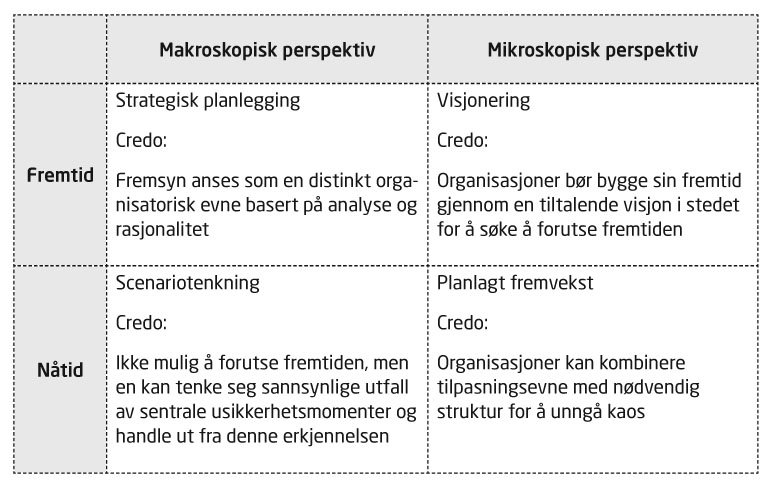 Makroskopisk perspektiv
Mikroskopisk perspektiv
Fremtid
Strategisk planlegging
Credo:
Fremsyn anses som en distinkt orga-
nisatorisk evne basert på analyse og
rasjonalitet
Visjonering
Credo:
Organisasjoner bør bygge sin fremtid
gjennom en tiltalende visjon i stedet
for å søke å forutse fremtiden
Nåtid
Scenariotenkning
Credo:
Ikke mulig å forutse fremtiden, men
en kan tenke seg sannsynlige utfall
av sentrale usikkerhetsmomenter og
handle ut fra denne erkjennelsen
Planlagt fremvekst
Credo:
Organisasjoner kan kombinere
tilpasningsevne med nødvendig
struktur for å unngå kaos